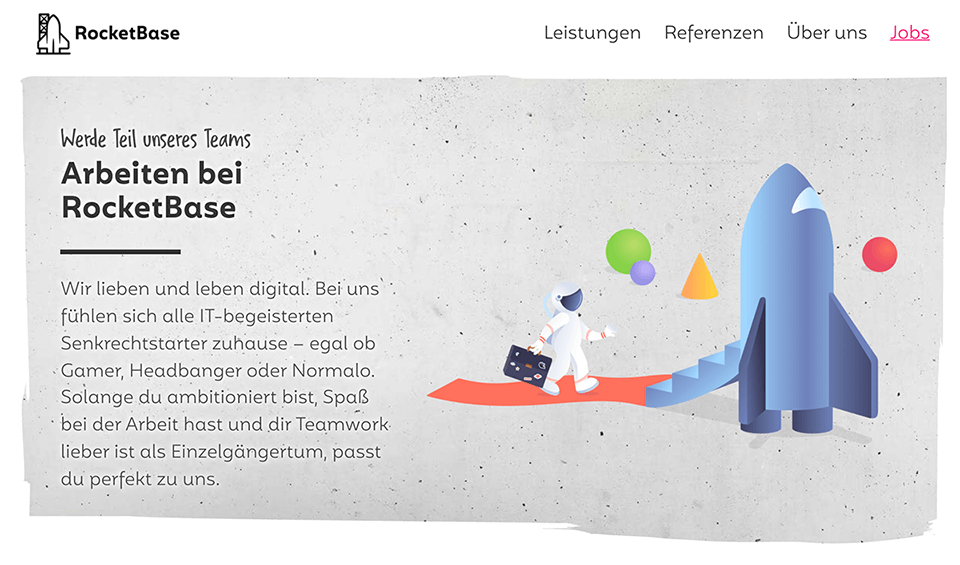 RocketBase
Leistungen Referenzen Über uns Jobs
Werde Teil unseres Teams
Arbeiten bei
RocketBase
Wir lieben und leben digital. Bei uns
fühlen sich alle IT-begeisterten
Senkrechtstarter zuhause – egal ob
Gamer, Headbanger oder Normalo.
Solange du ambitioniert bist, Spaß
bei der Arbeit hast und dir Teamwork
lieber ist als Einzelgängertum, passt
du perfekt zu uns.